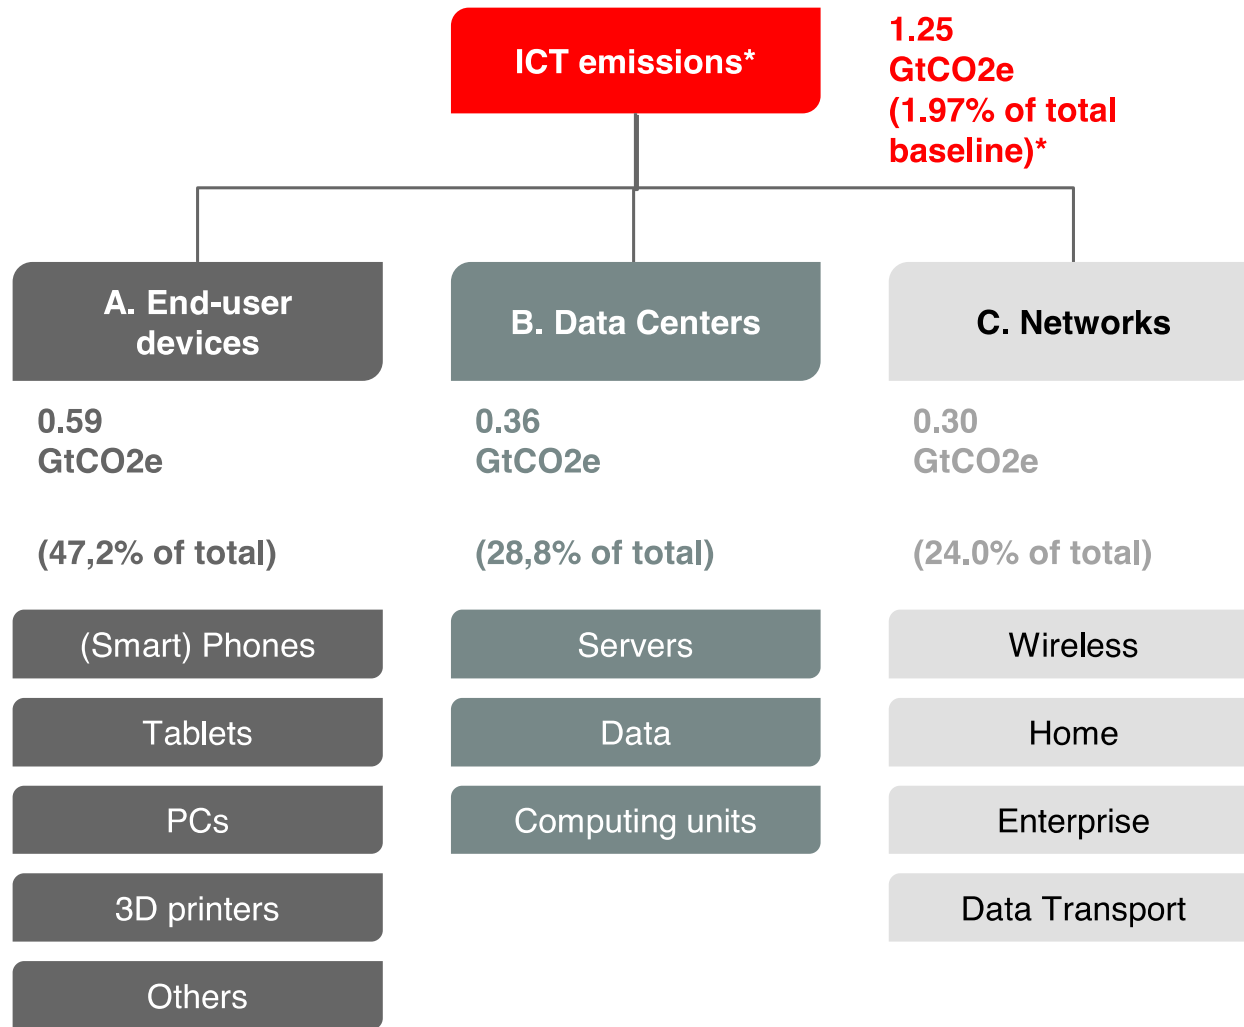 ICT emissions*
1.25
GtCO2e
(1.97% of total
baseline)*
A. End-user
devices
0.59
GtCO2e
(47,2% of total)
(Smart) Phones
Tablets
PCs
3D printers
Others
B. Data Centers
0.36
GtCO2e
(28,8% of total)
Servers
Data
Computing units
C. Networks
0.30
GtCO2e
(24.0% of total)
Wireless
Home
Enterprise
Data Transport